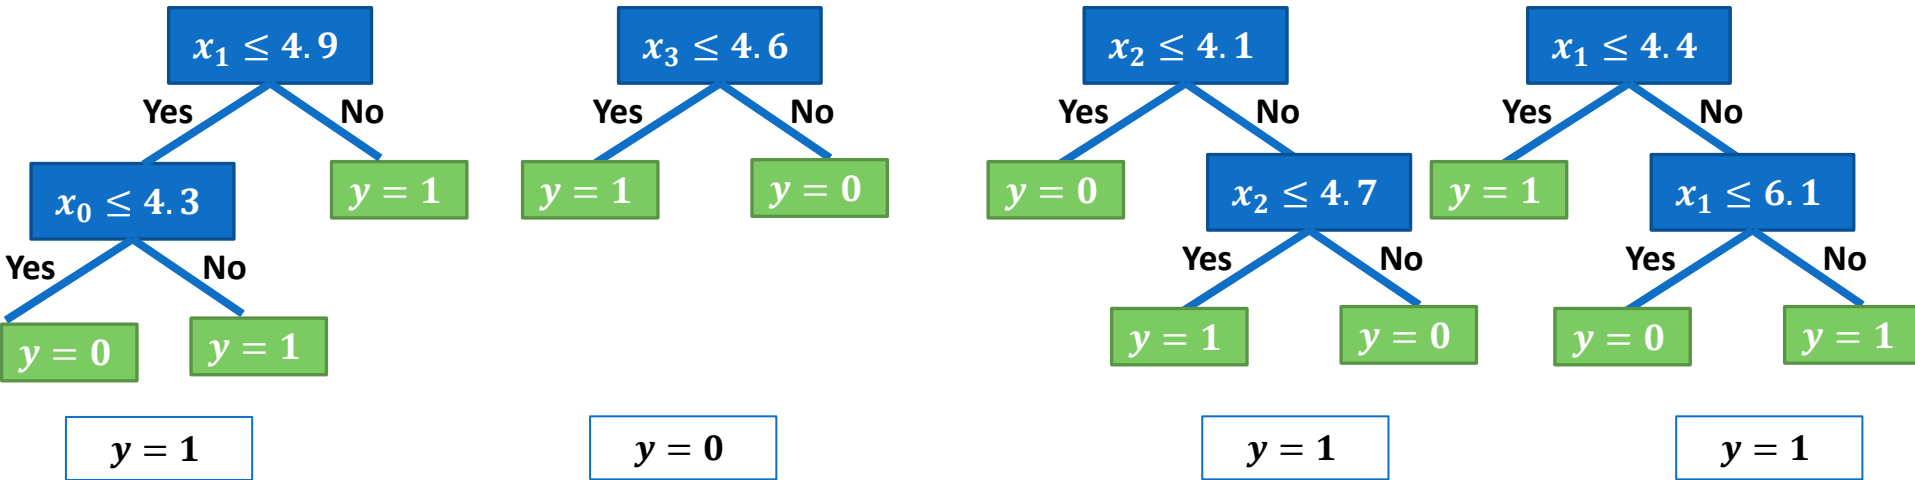 x₁ ≤ 4.9
Yes
No
x₀ ≤ 4.3
y = 1
Yes
No
y = 0
y = 1
y = 1
x₃ ≤ 4.6
Yes
No
y = 1
y = 0
y = 0
x₂ ≤ 4.1
Yes
No
y = 0
x₂ ≤ 4.7
Yes
No
y = 1
y = 0
y = 1
x₁ ≤ 4.4
Yes
No
y = 1
x₁ ≤ 6.1
Yes
No
y = 0
y = 1
y = 1